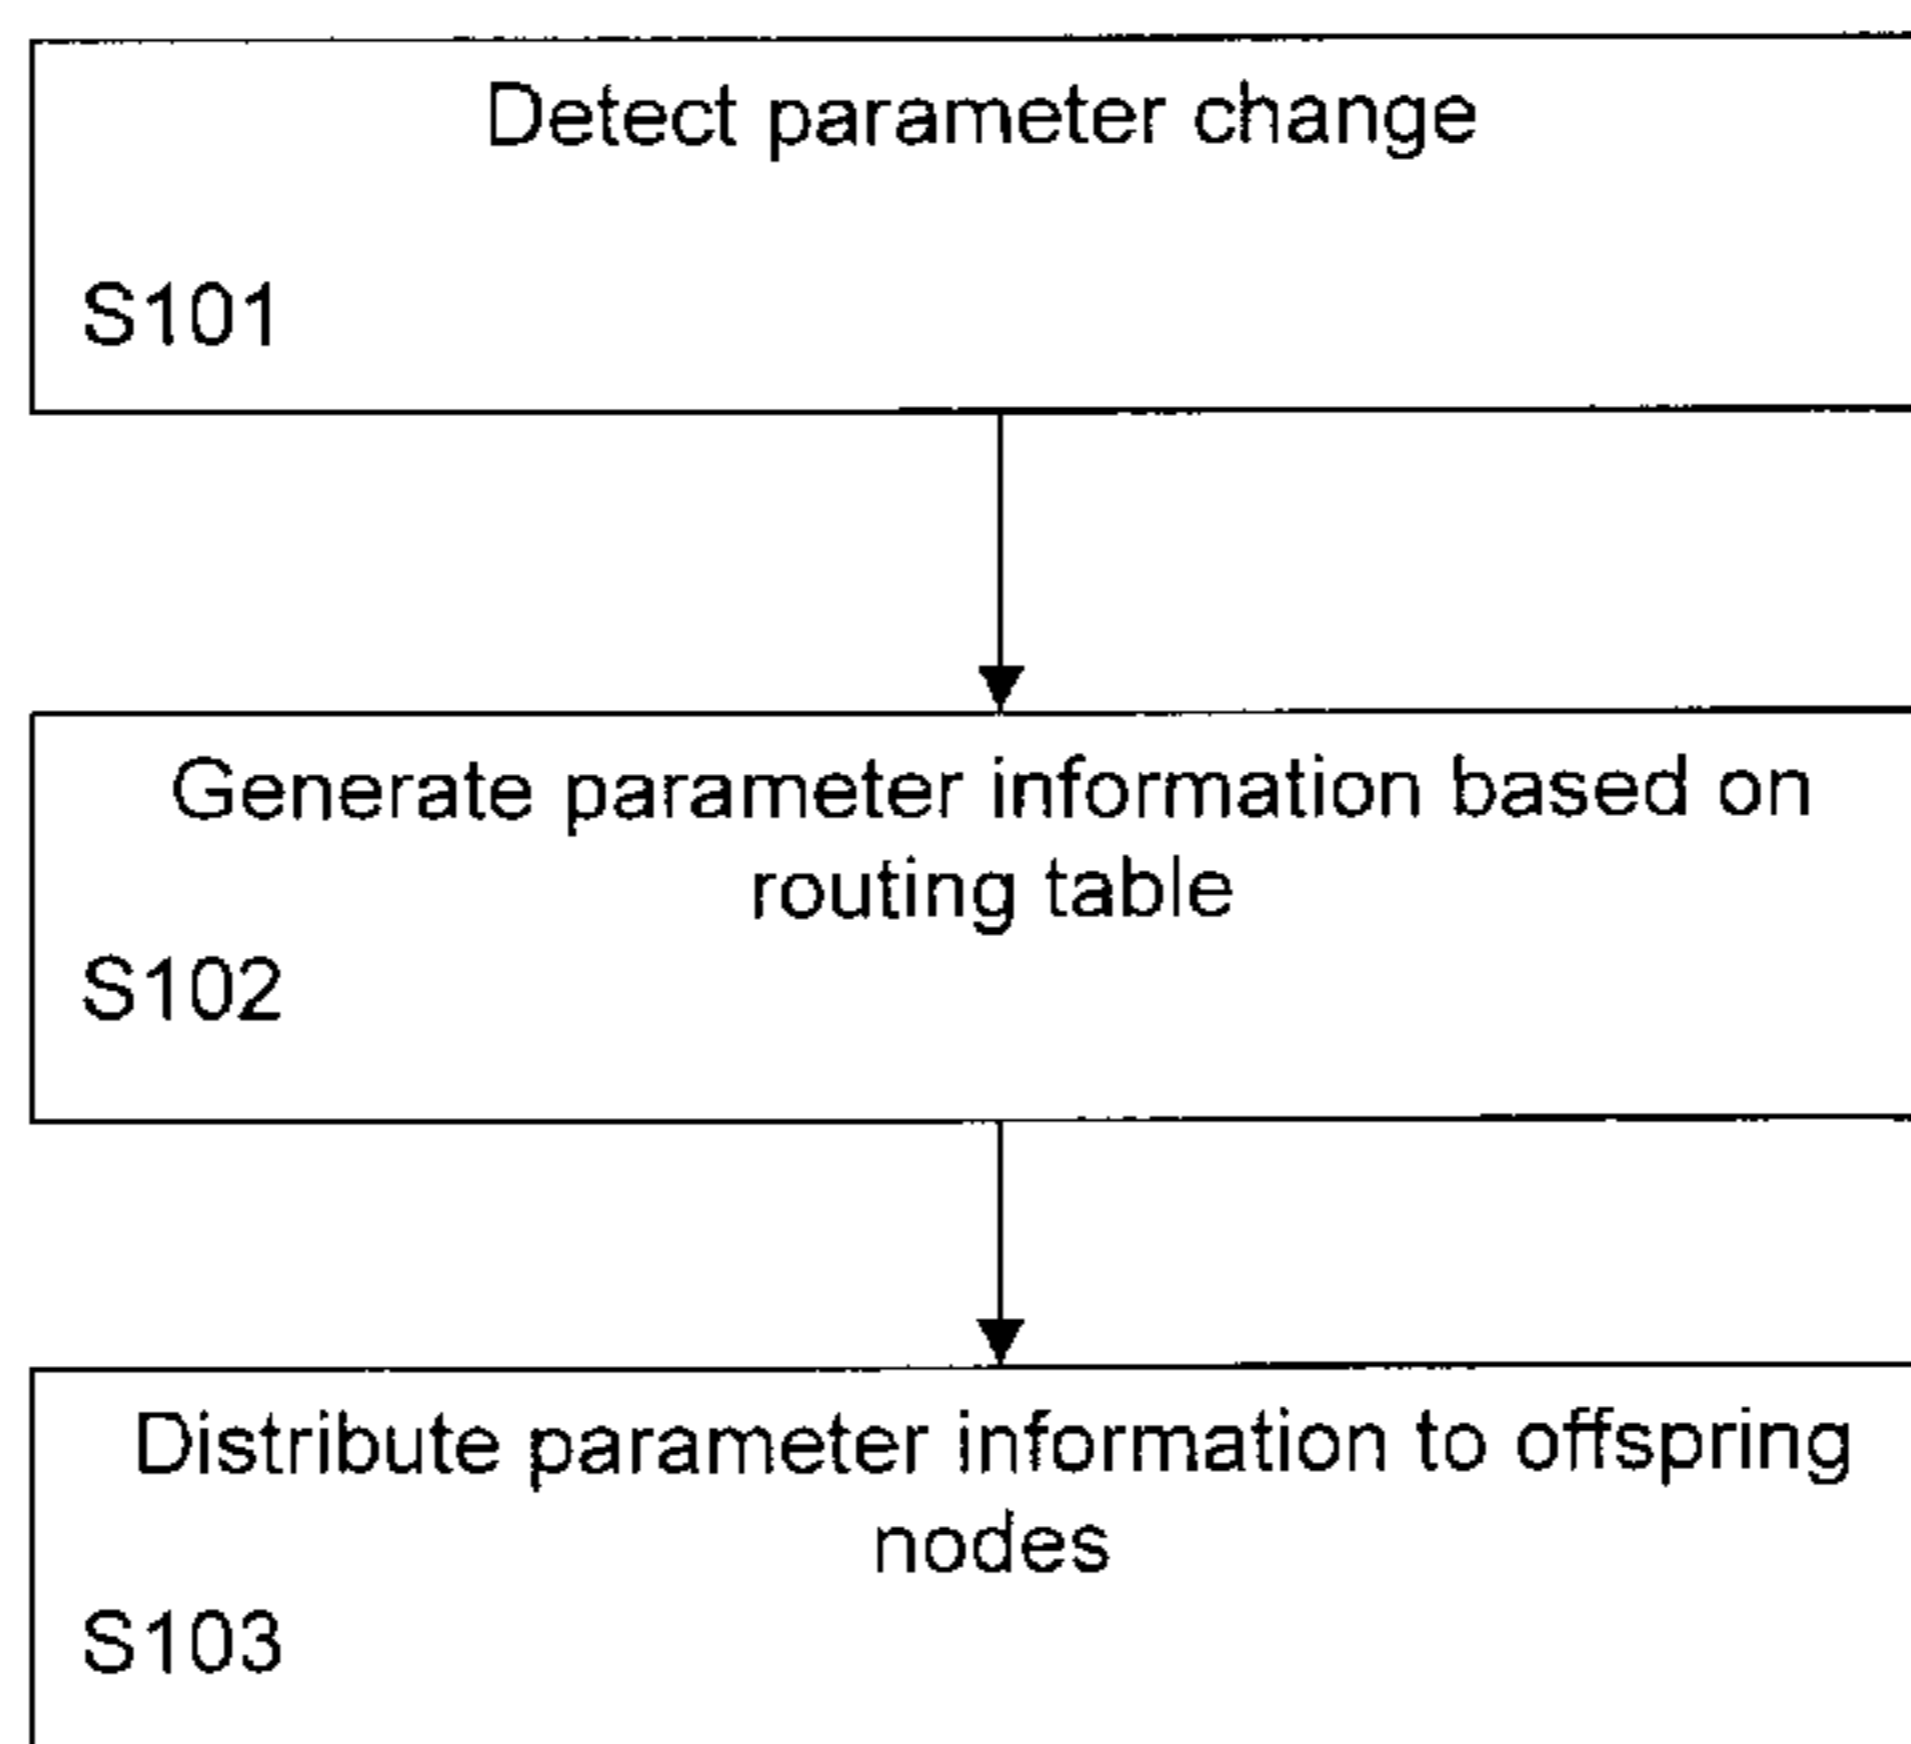 Detect parameter change
S101
Generate parameter information based on
routing table
S102
Distribute parameter information to offspring
nodes
S103